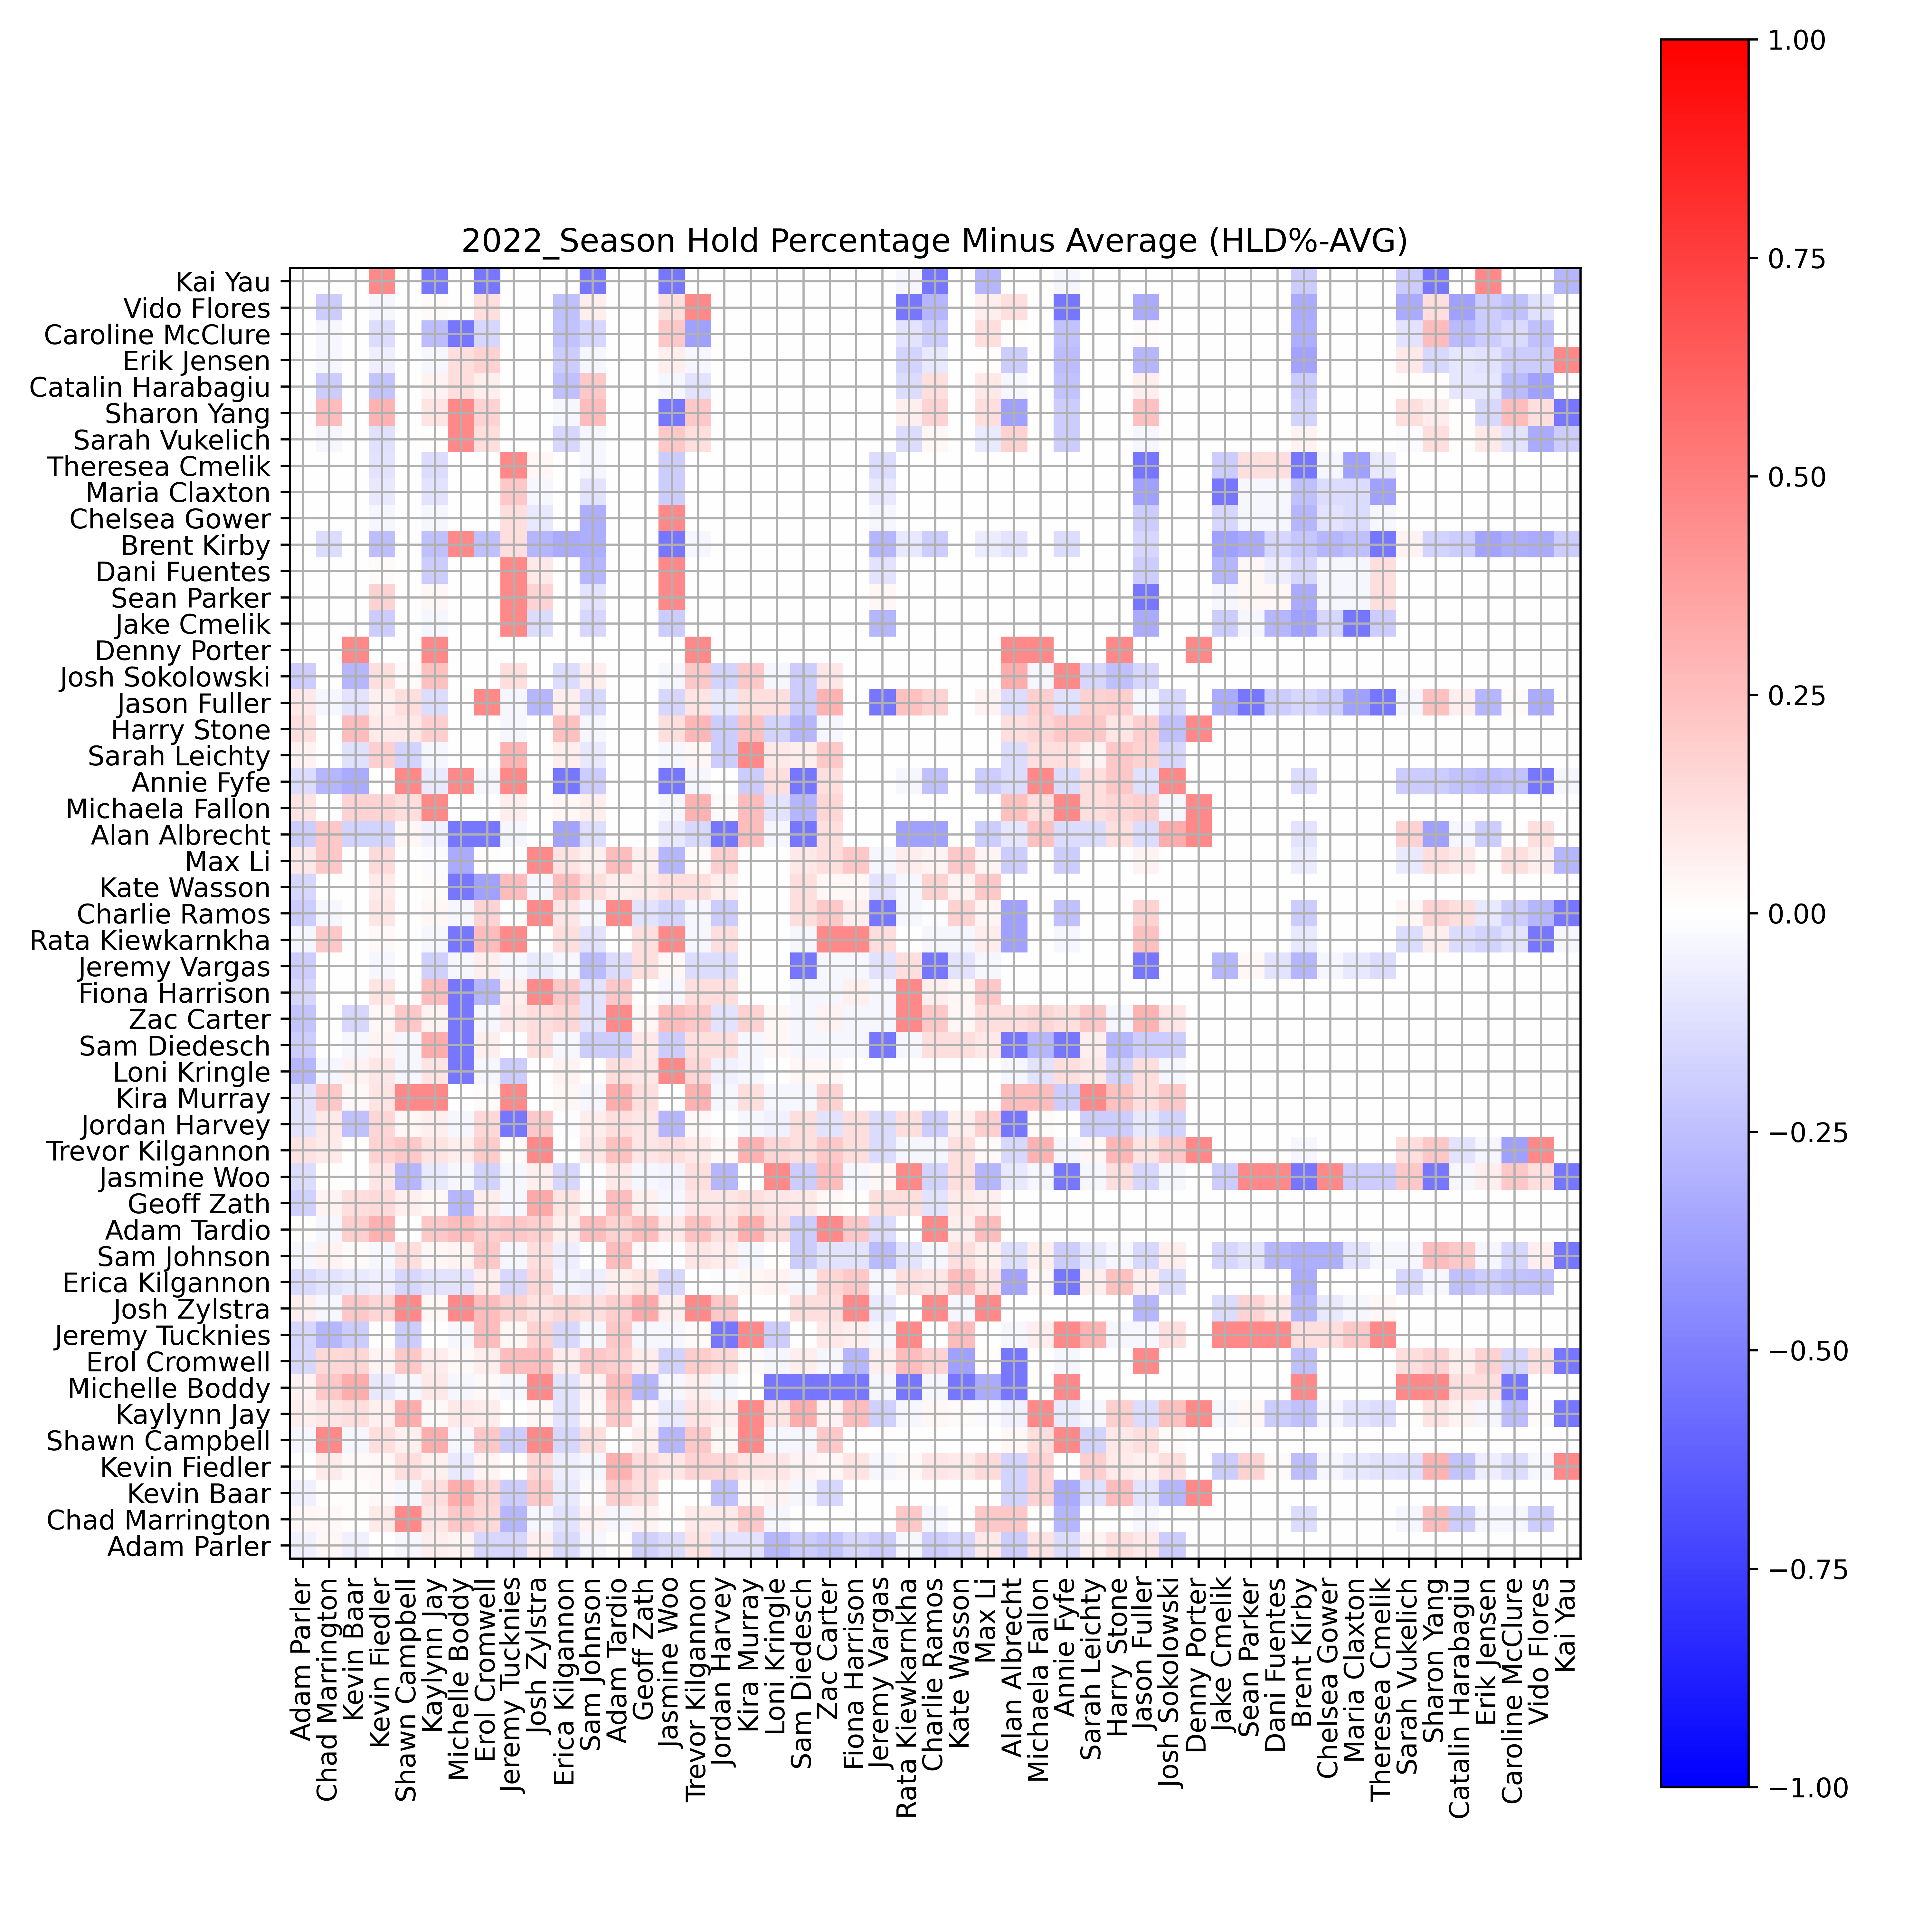 2022_Season Hold Percentage Minus Average (HLD%-AVG)
Kai Yau
Vido Flores
Caroline McClure
Erik Jensen
Catalin Harabagiu
Sharon Yang
Sarah Vukelich
Theresea Cmelik
Maria Claxton
Chelsea Gower
Brent Kirby
Dani Fuentes
Sean Parker
Jake Cmelik
Denny Porter
Josh Sokolowski
Jason Fuller
Harry Stone
Sarah Leichty
Annie Fyfe
Michaela Fallon
Alan Albrecht
Max Li
Kate Wasson
Charlie Ramos
Rata Kiewkarnkha
Jeremy Vargas
Fiona Harrison
Zac Carter
Sam Diedesch
Loni Kringle
Kira Murray
Jordan Harvey
Trevor Kilgannon
Jasmine Woo
Geoff Zath
Adam Tardio
Sam Johnson
Erica Kilgannon
Josh Zylstra
Jeremy Tucknies
Erol Cromwell
Michelle Boddy
Kaylynn Jay
Shawn Campbell
Kevin Fiedler
Kevin Baar
Chad Marrington
Adam Parler
Adam Parler
Chad Marrington
Kevin Baar
Kevin Fiedler
Shawn Campbell
Kaylynn Jay
Michelle Boddy
Erol Cromwell
Jeremy Tucknies
Josh Zylstra
Erica Kilgannon
Sam Johnson
Adam Tardio
Geoff Zath
Jasmine Woo
Trevor Kilgannon
Jordan Harvey
Kira Murray
Loni Kringle
Sam Diedesch
Zac Carter
Fiona Harrison
Jeremy Vargas
Rata Kiewkarnkha
Charlie Ramos
Kate Wasson
Max Li
Alan Albrecht
Michaela Fallon
Annie Fyfe
Sarah Leichty
Harry Stone
Jason Fuller
Josh Sokolowski
Denny Porter
Jake Cmelik
Sean Parker
Dani Fuentes
Brent Kirby
Chelsea Gower
Maria Claxton
Theresea Cmelik
Sarah Vukelich
Sharon Yang
Catalin Harabagiu
Erik Jensen
Caroline McClure
Vido Flores
Kai Yau
1.00
0.75
0.50
0.25
0.00
−0.25
−0.50
−0.75
−1.00